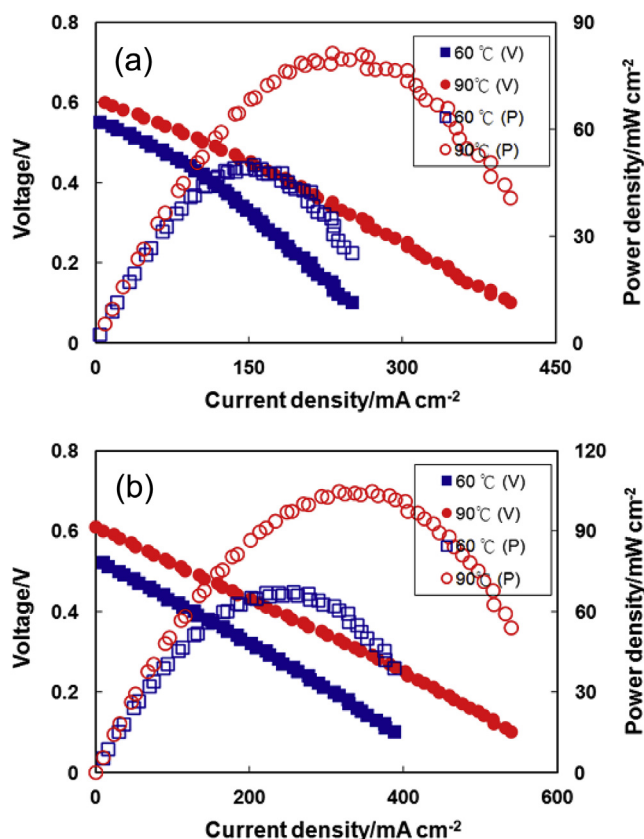 (a)
60 ℃ (V)
90℃ (V)
60 ℃ (P)
90℃ (P)
0.8
0.6
0.4
0.2
0
90
60
30
0
0
150
300
450
Voltage/V
Power density/mW cm-2
Current density/mA cm-2
(b)
60 ℃ (V)
90℃ (V)
60 ℃ (P)
90℃ (P)
0.8
0.6
0.4
0.2
0
120
90
60
30
0
0
200
400
600
Voltage/V
Power density/mW cm-2
Current density/mA cm-2